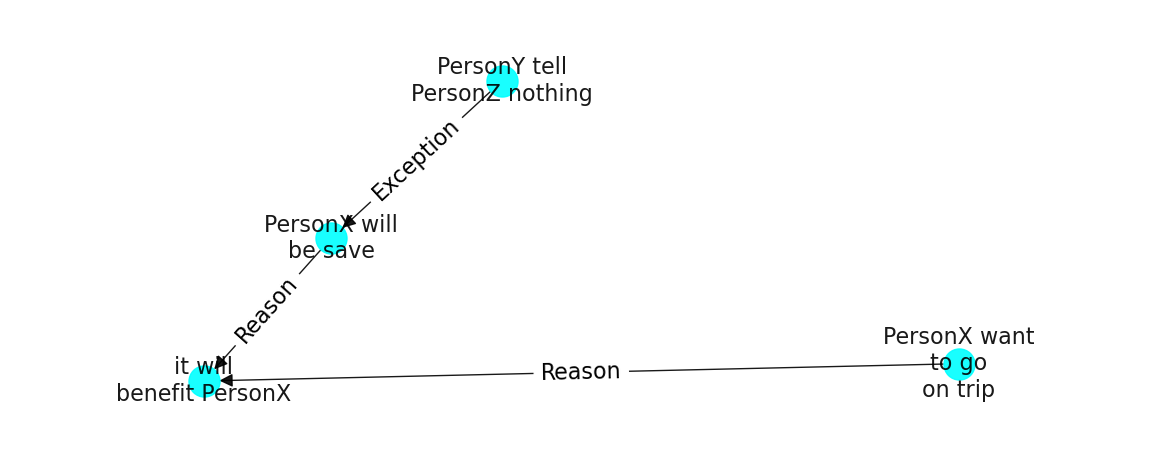 PersonY tell
PersonZ nothing
Exception
PersonX will
be save
Reason
it will
benefit PersonX
Reason
PersonX want
to go
on trip